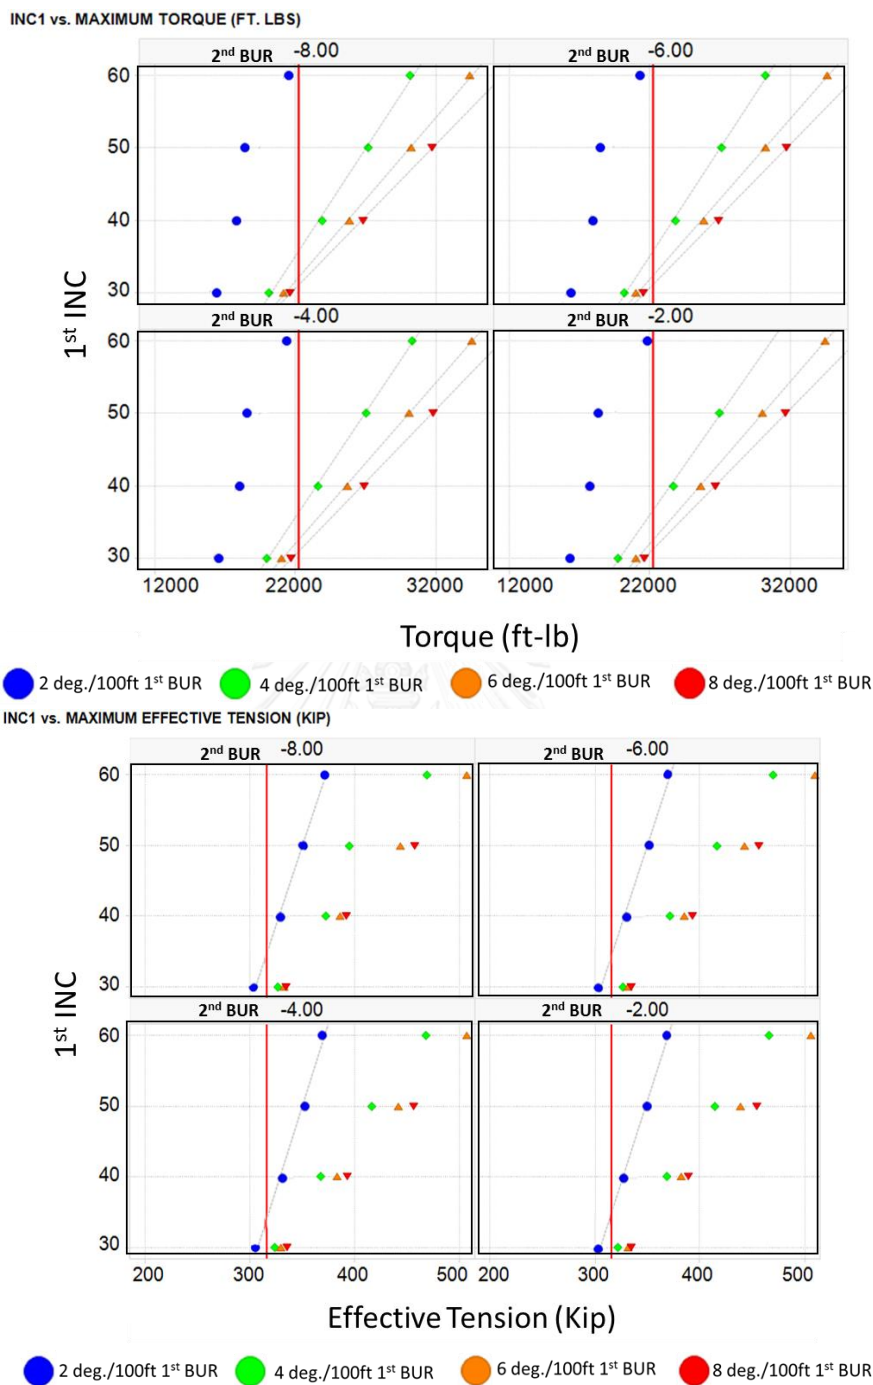 INC1 vs. MAXIMUM TORQUE (FT. LBS)
2nd BUR -8.00 2nd BUR -6.00
60
50
40
30
2nd BUR -4.00 2nd BUR -2.00
60
50
40
30
1st INC
12000 22000 32000 12000 22000 32000
Torque (ft-lb)
2 deg./100ft 1st BUR 4 deg./100ft 1st BUR 6 deg./100ft 1st BUR 8 deg./100ft 1st BUR
INC1 vs. MAXIMUM EFFECTIVE TENSION (KIP)
2nd BUR -8.00 2nd BUR -6.00
60
50
40
30
2nd BUR -4.00 2nd BUR -2.00
60
50
40
30
1st INC
200 300 400 500 200 300 400 500
Effective Tension (Kip)
2 deg./100ft 1st BUR 4 deg./100ft 1st BUR 6 deg./100ft 1st BUR 8 deg./100ft 1st BUR